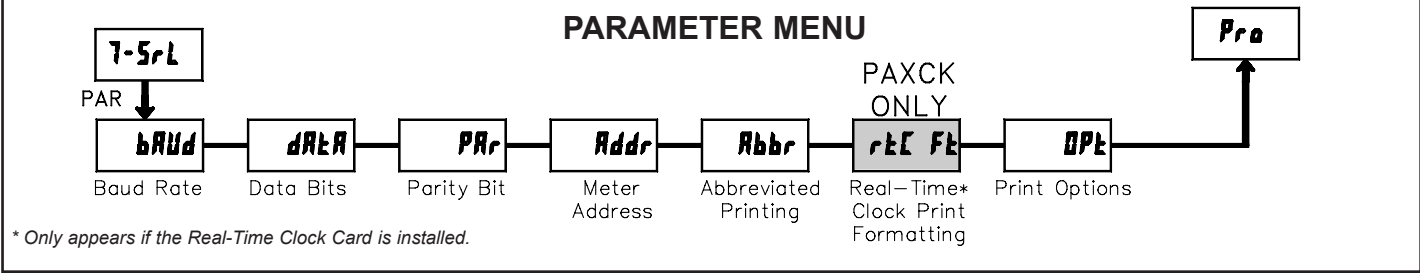 PARAMETER MENU
7-SrL
Pro
PAR
PAXCK
ONLY
bAUd
dAtA
PAr
Addr
Abbr
rtC Ft
OPt
Baud Rate
Data Bits
Parity Bit
Meter
Address
Abbreviated
Printing
Real-Time*
Clock Print
Formatting
Print Options
* Only appears if the Real-Time Clock Card is installed.